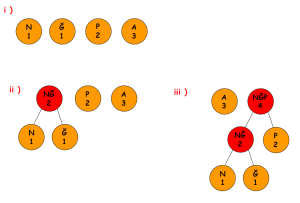 i )
N Ğ P A
1 1 2 3
ii )
NĞ P A
2 2 3
N Ğ
1 1
iii )
A NĞP
3 4
NĞ P
2 2
N Ğ
1 1